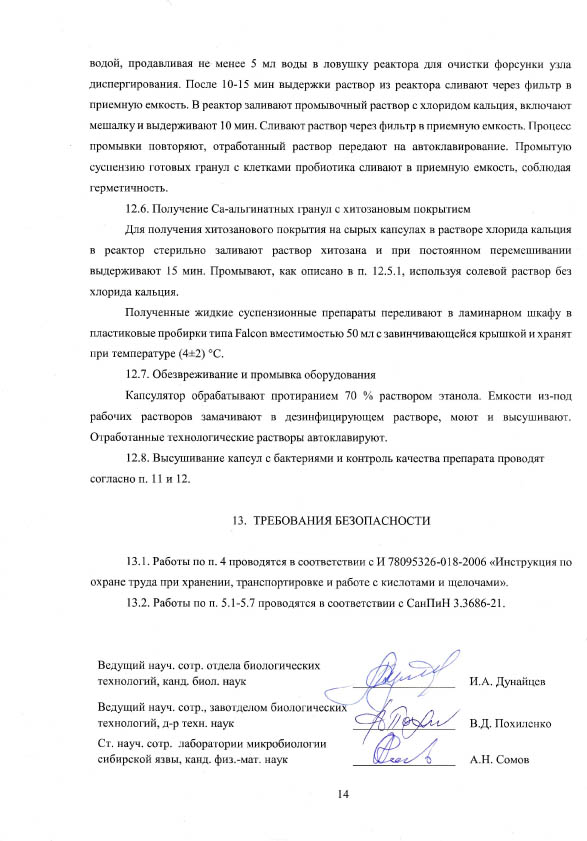 водой, продавливая не менее 5 мл воды в ловушку реактора для очистки форсунки узла
диспергирования. После 10-15 мин выдержки раствор из реактора сливают через фильтр в
приемную емкость. В реактор заливают промывочный раствор с хлоридом кальция, включают
мешалку и выдерживают 10 мин. Сливают раствор через фильтр в приемную емкость. Процесс
промывки повторяют, отработанный раствор передают на автоклавирование. Промытую
суспензию готовых гранул с клетками пробиотика сливают в приемную емкость, соблюдая
герметичность.
12.6. Получение Са-альгинатных гранул с хитозановым покрытием
Для получения хитозанового покрытия на сырых капсулах в растворе хлорида кальция
в реактор стерильно заливают раствор хитозана и при постоянном перемешивании
выдерживают 15 мин. Промывают, как описано в п. 12.5.1, используя солевой раствор без
хлорида кальция.
Полученные жидкие суспензионные препараты переливают в ламинарном шкафу в
пластиковые пробирки типа Falcon вместимостью 50 мл с завинчивающейся крышкой и хранят
при температуре (4±2) °С.
12.7. Обезвреживание и промывка оборудования
Капсулятор обрабатывают протиранием 70 % раствором этанола. Емкости из-под
рабочих растворов замачивают в дезинфицирующем растворе, моют и высушивают.
Отработанные технологические растворы автоклавируют.
12.8. Высушивание капсул с бактериями и контроль качества препарата проводят
согласно п. 11 и 12.
13. ТРЕБОВАНИЯ БЕЗОПАСНОСТИ
13.1. Работы по п. 4 проводятся в соответствии с И 78095326-018-2006 «Инструкция по
охране труда при хранении, транспортировке и работе с кислотами и щелочами».
13.2. Работы по п. 5.1-5.7 проводятся в соответствии с СанПиН 3.3686-21.
Ведущий науч. сотр. отдела биологических
технологий, канд. биол. наук И.А. Дунайцев
Ведущий науч. сотр., завотделом биологических
технологий, д-р техн. наук В.Д. Похиленко
Ст. науч. сотр. лаборатории микробиологии
сибирской язвы, канд. физ.-мат. наук А.Н. Сомов
14